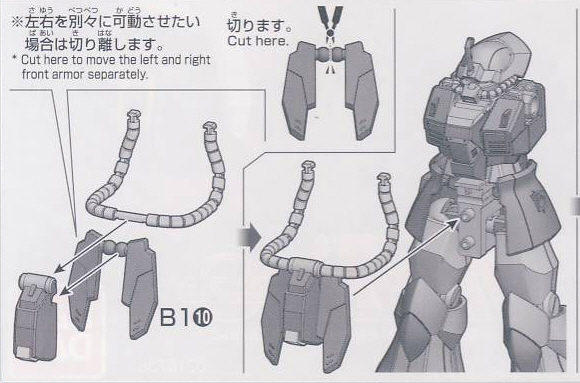 ※左右を別々に可動させたい
場合は切り離します。
* Cut here to move the left and right
front armor separately.
切ります。
Cut here.
B1⑩